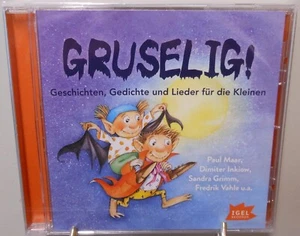 GRUSELIG!
Geschichten, Gedichte und Lieder für die Kleinen
Paul Maar,
Dimiter Inkiow,
Sandra Grimm,
Fredrik Vahle u.a.
IGEL